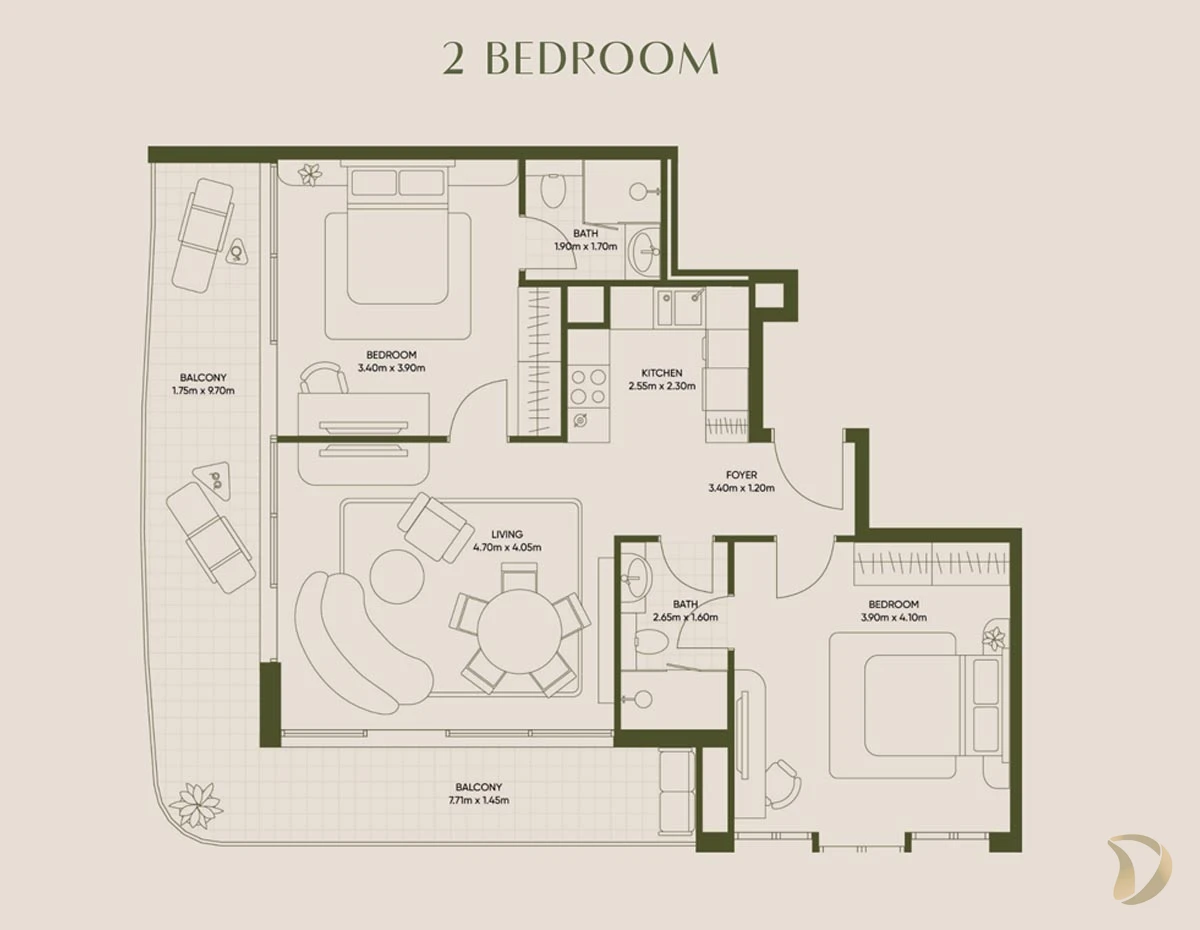 2 BEDROOM
BATH
1.90m x 1.70m
BEDROOM
3.40m x 3.90m
KITCHEN
2.55m x 2.30m
BALCONY
1.75m x 9.70m
FOYER
3.40m x 1.20m
LIVING
4.70m x 4.05m
BATH
2.65m x 1.60m
BEDROOM
3.90m x 4.10m
BALCONY
7.71m x 1.45m